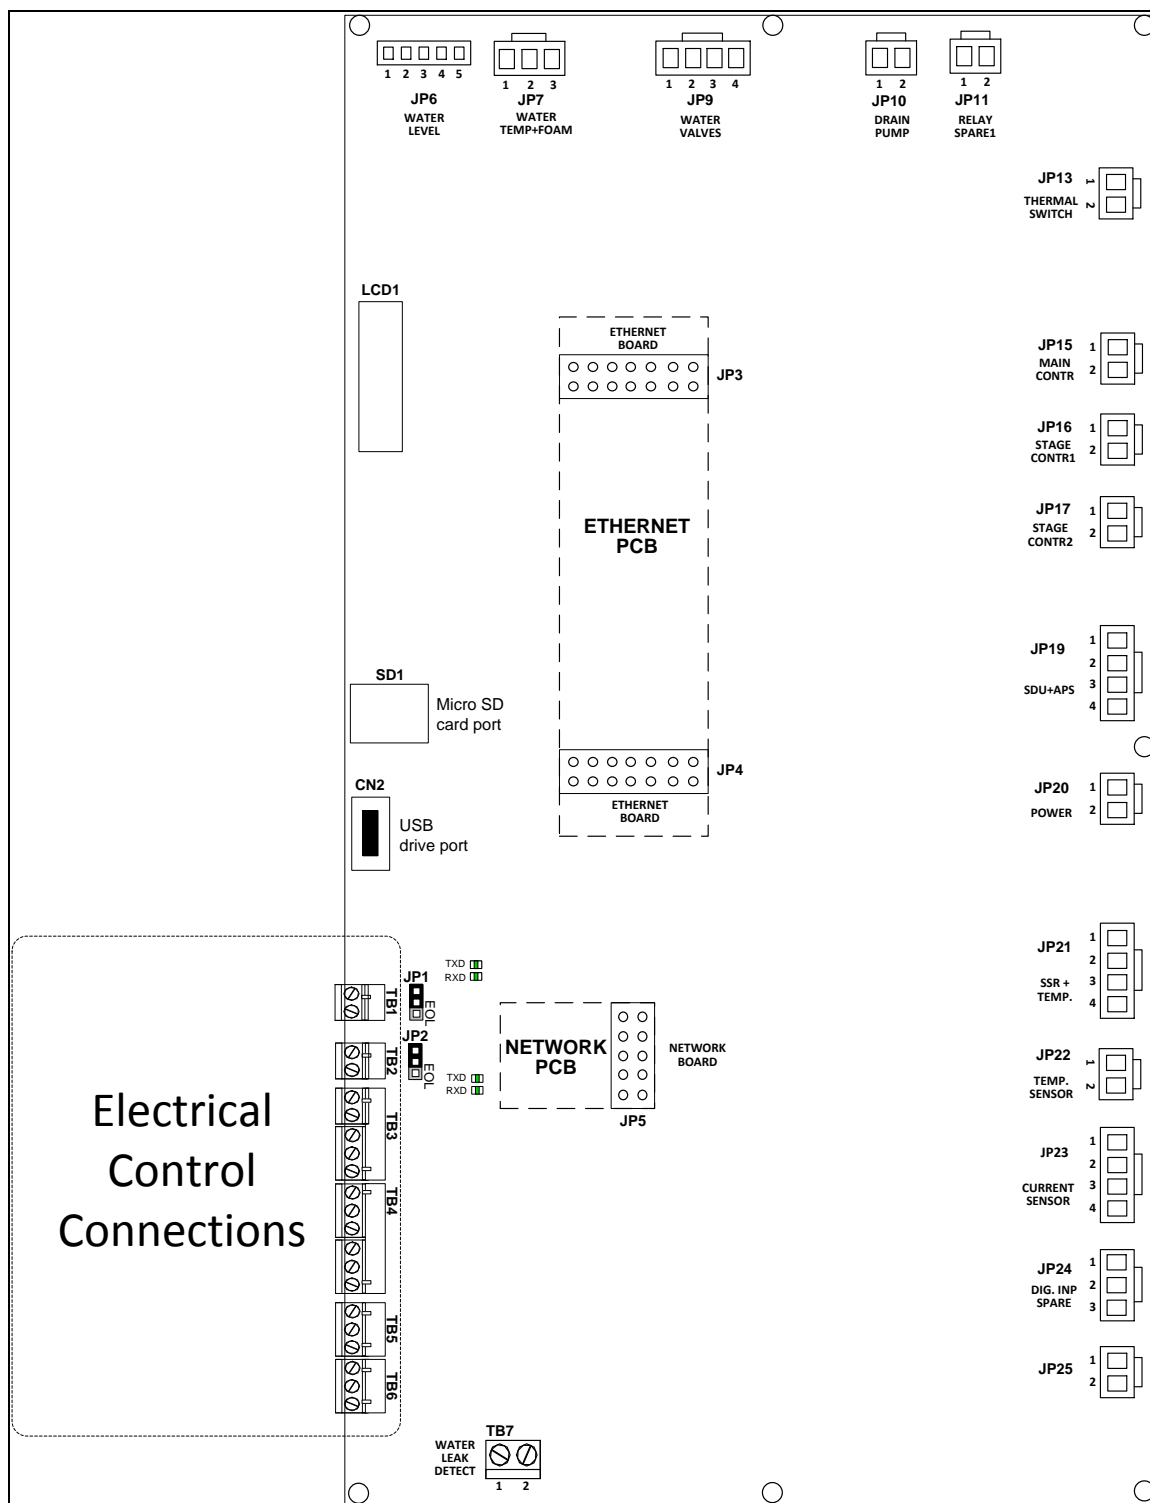 1 2 3 4 5
JP6
WATER
LEVEL
1 2 3
JP7
WATER
TEMP+FOAM
1 2 3 4
JP9
WATER
VALVES
1 2
JP10
DRAIN
PUMP
1 2
JP11
RELAY
SPARE1
JP13
THERMAL
SWITCH
1
2
LCD1
ETHERNET
BOARD
JP3
JP15
MAIN
CONTR
1
2
JP16
STAGE
CONTR1
1
2
ETHERNET
PCB
JP17
STAGE
CONTR2
1
2
JP19
SDU+APS
1
2
3
4
SD1
Micro SD
card port
JP4
ETHERNET
BOARD
CN2
USB
drive port
JP20
POWER
1
2
JP21
SSR +
TEMP.
1
2
3
4
Electrical
Control
Connections
TB1
JP1
EOL
TXD
RXD
TB2
JP2
EOL
TXD
RXD
NETWORK
PCB
NETWORK
BOARD
JP5
TB3
TB4
TB5
TB6
JP22
TEMP.
SENSOR
1
2
JP23
CURRENT
SENSOR
1
2
3
4
JP24
DIG. INP
SPARE
1
2
3
JP25
1
2
TB7
WATER
LEAK
DETECT
1 2